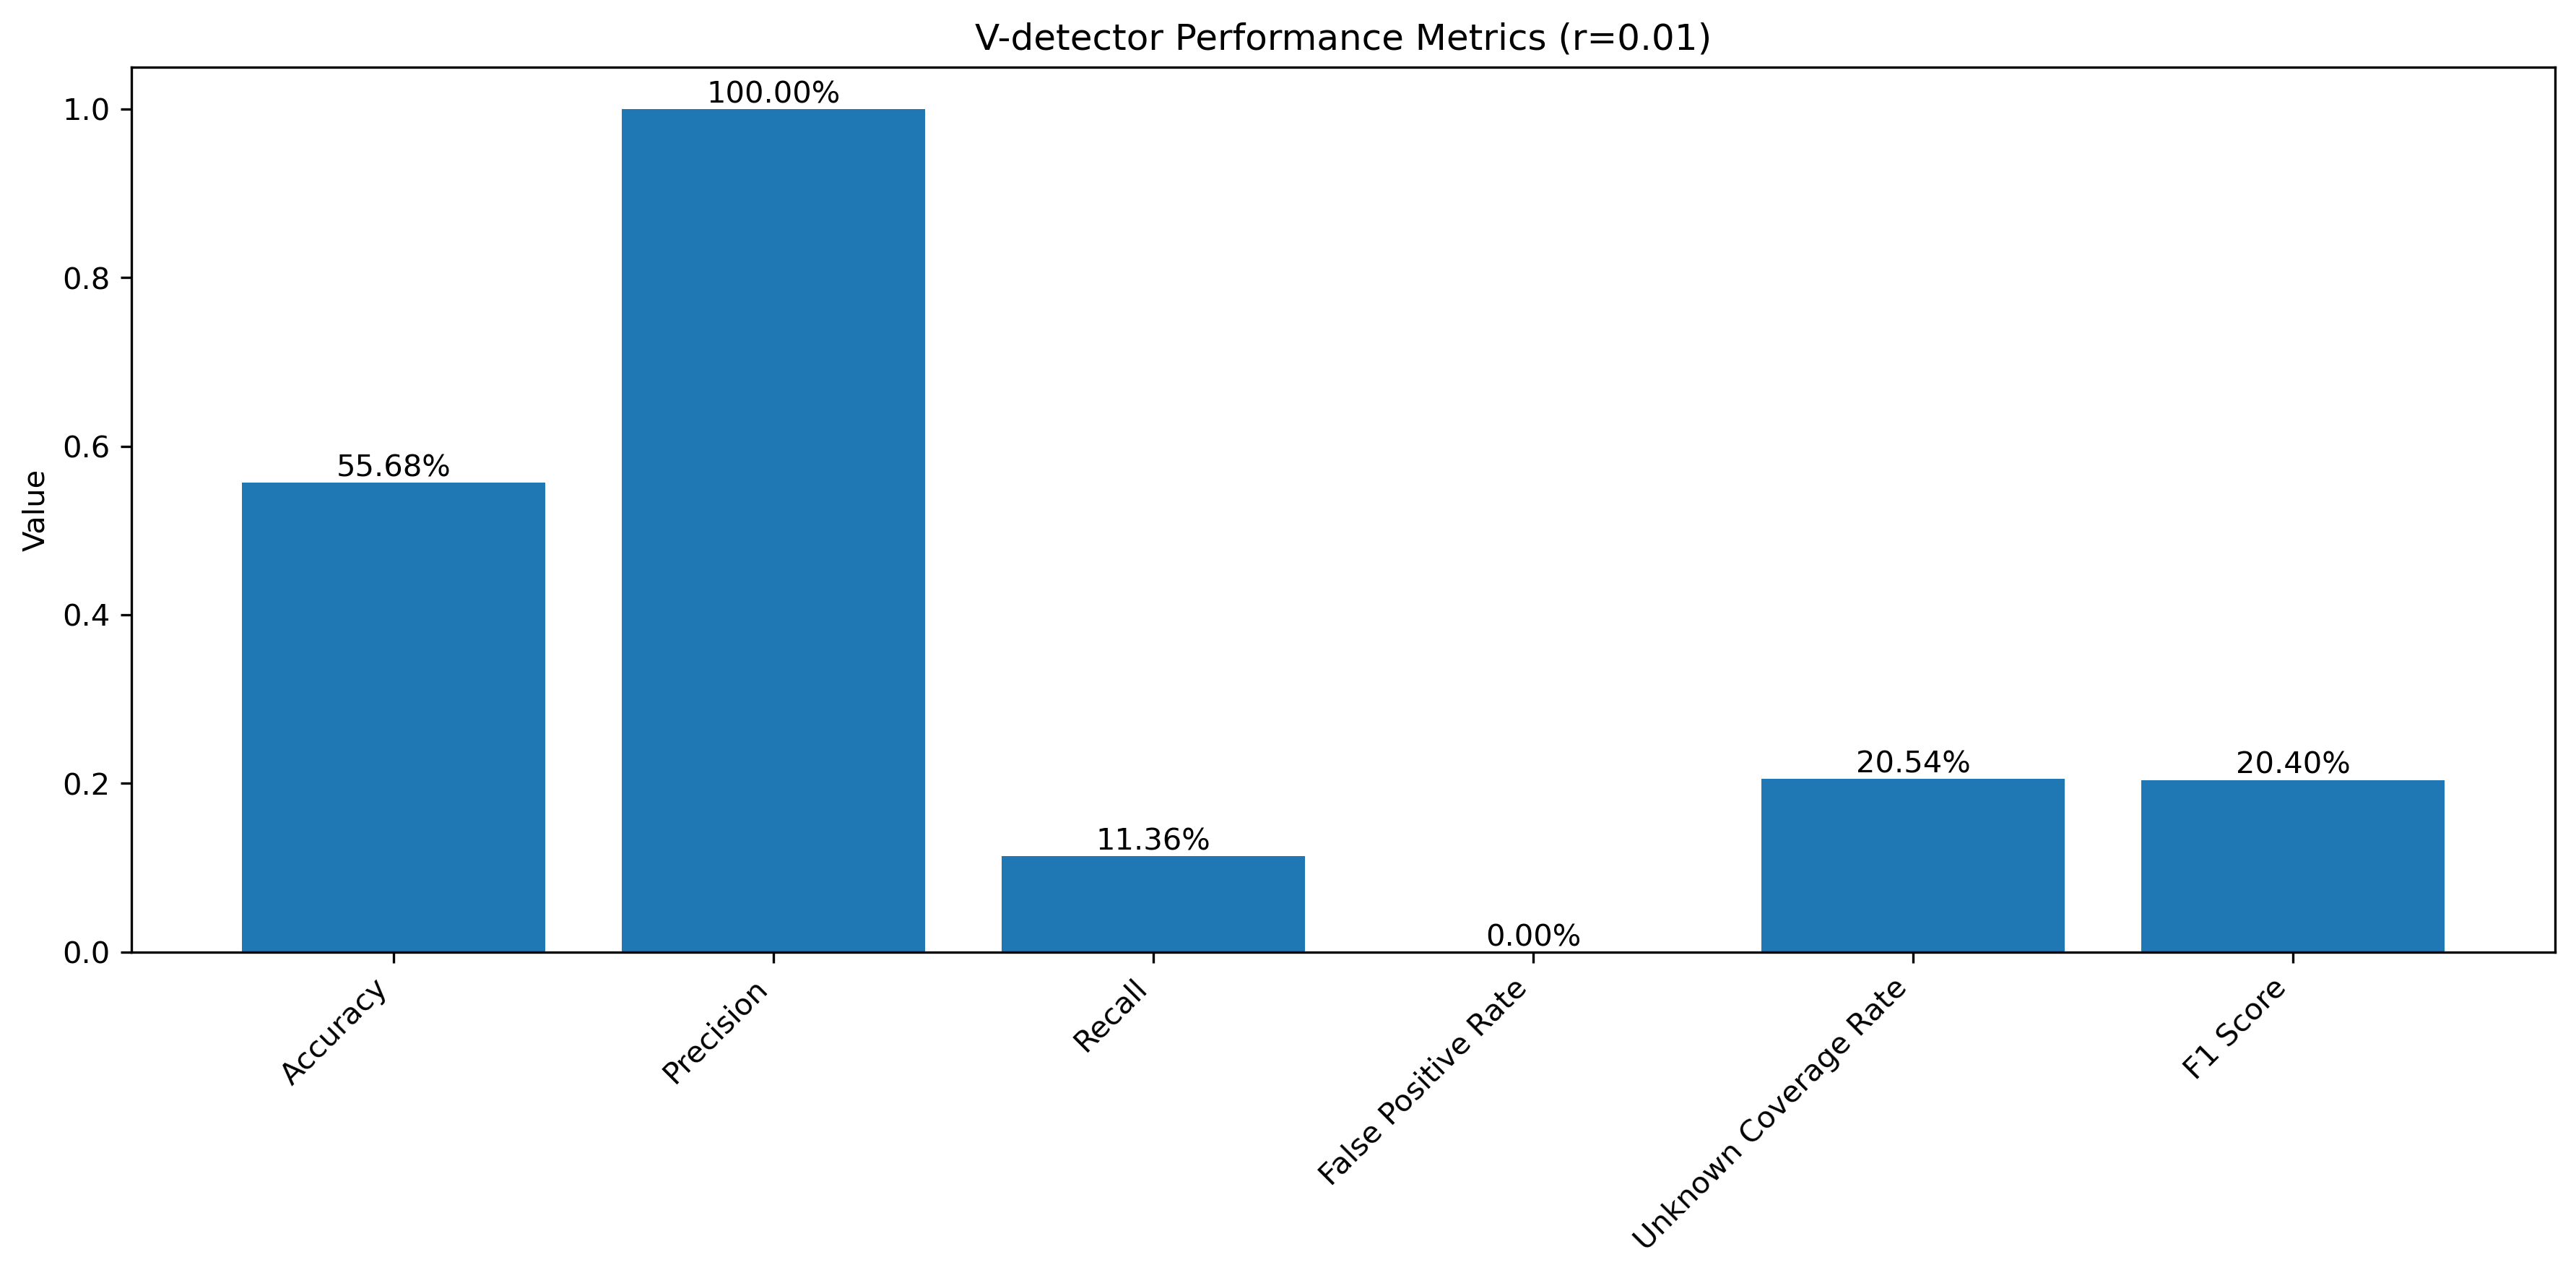 V-detector Performance Metrics (r=0.01)
Value
1.0
0.8
0.6
0.4
0.2
0.0
55.68%
100.00%
11.36%
0.00%
20.54%
20.40%
Accuracy
Precision
Recall
False Positive Rate
Unknown Coverage Rate
F1 Score